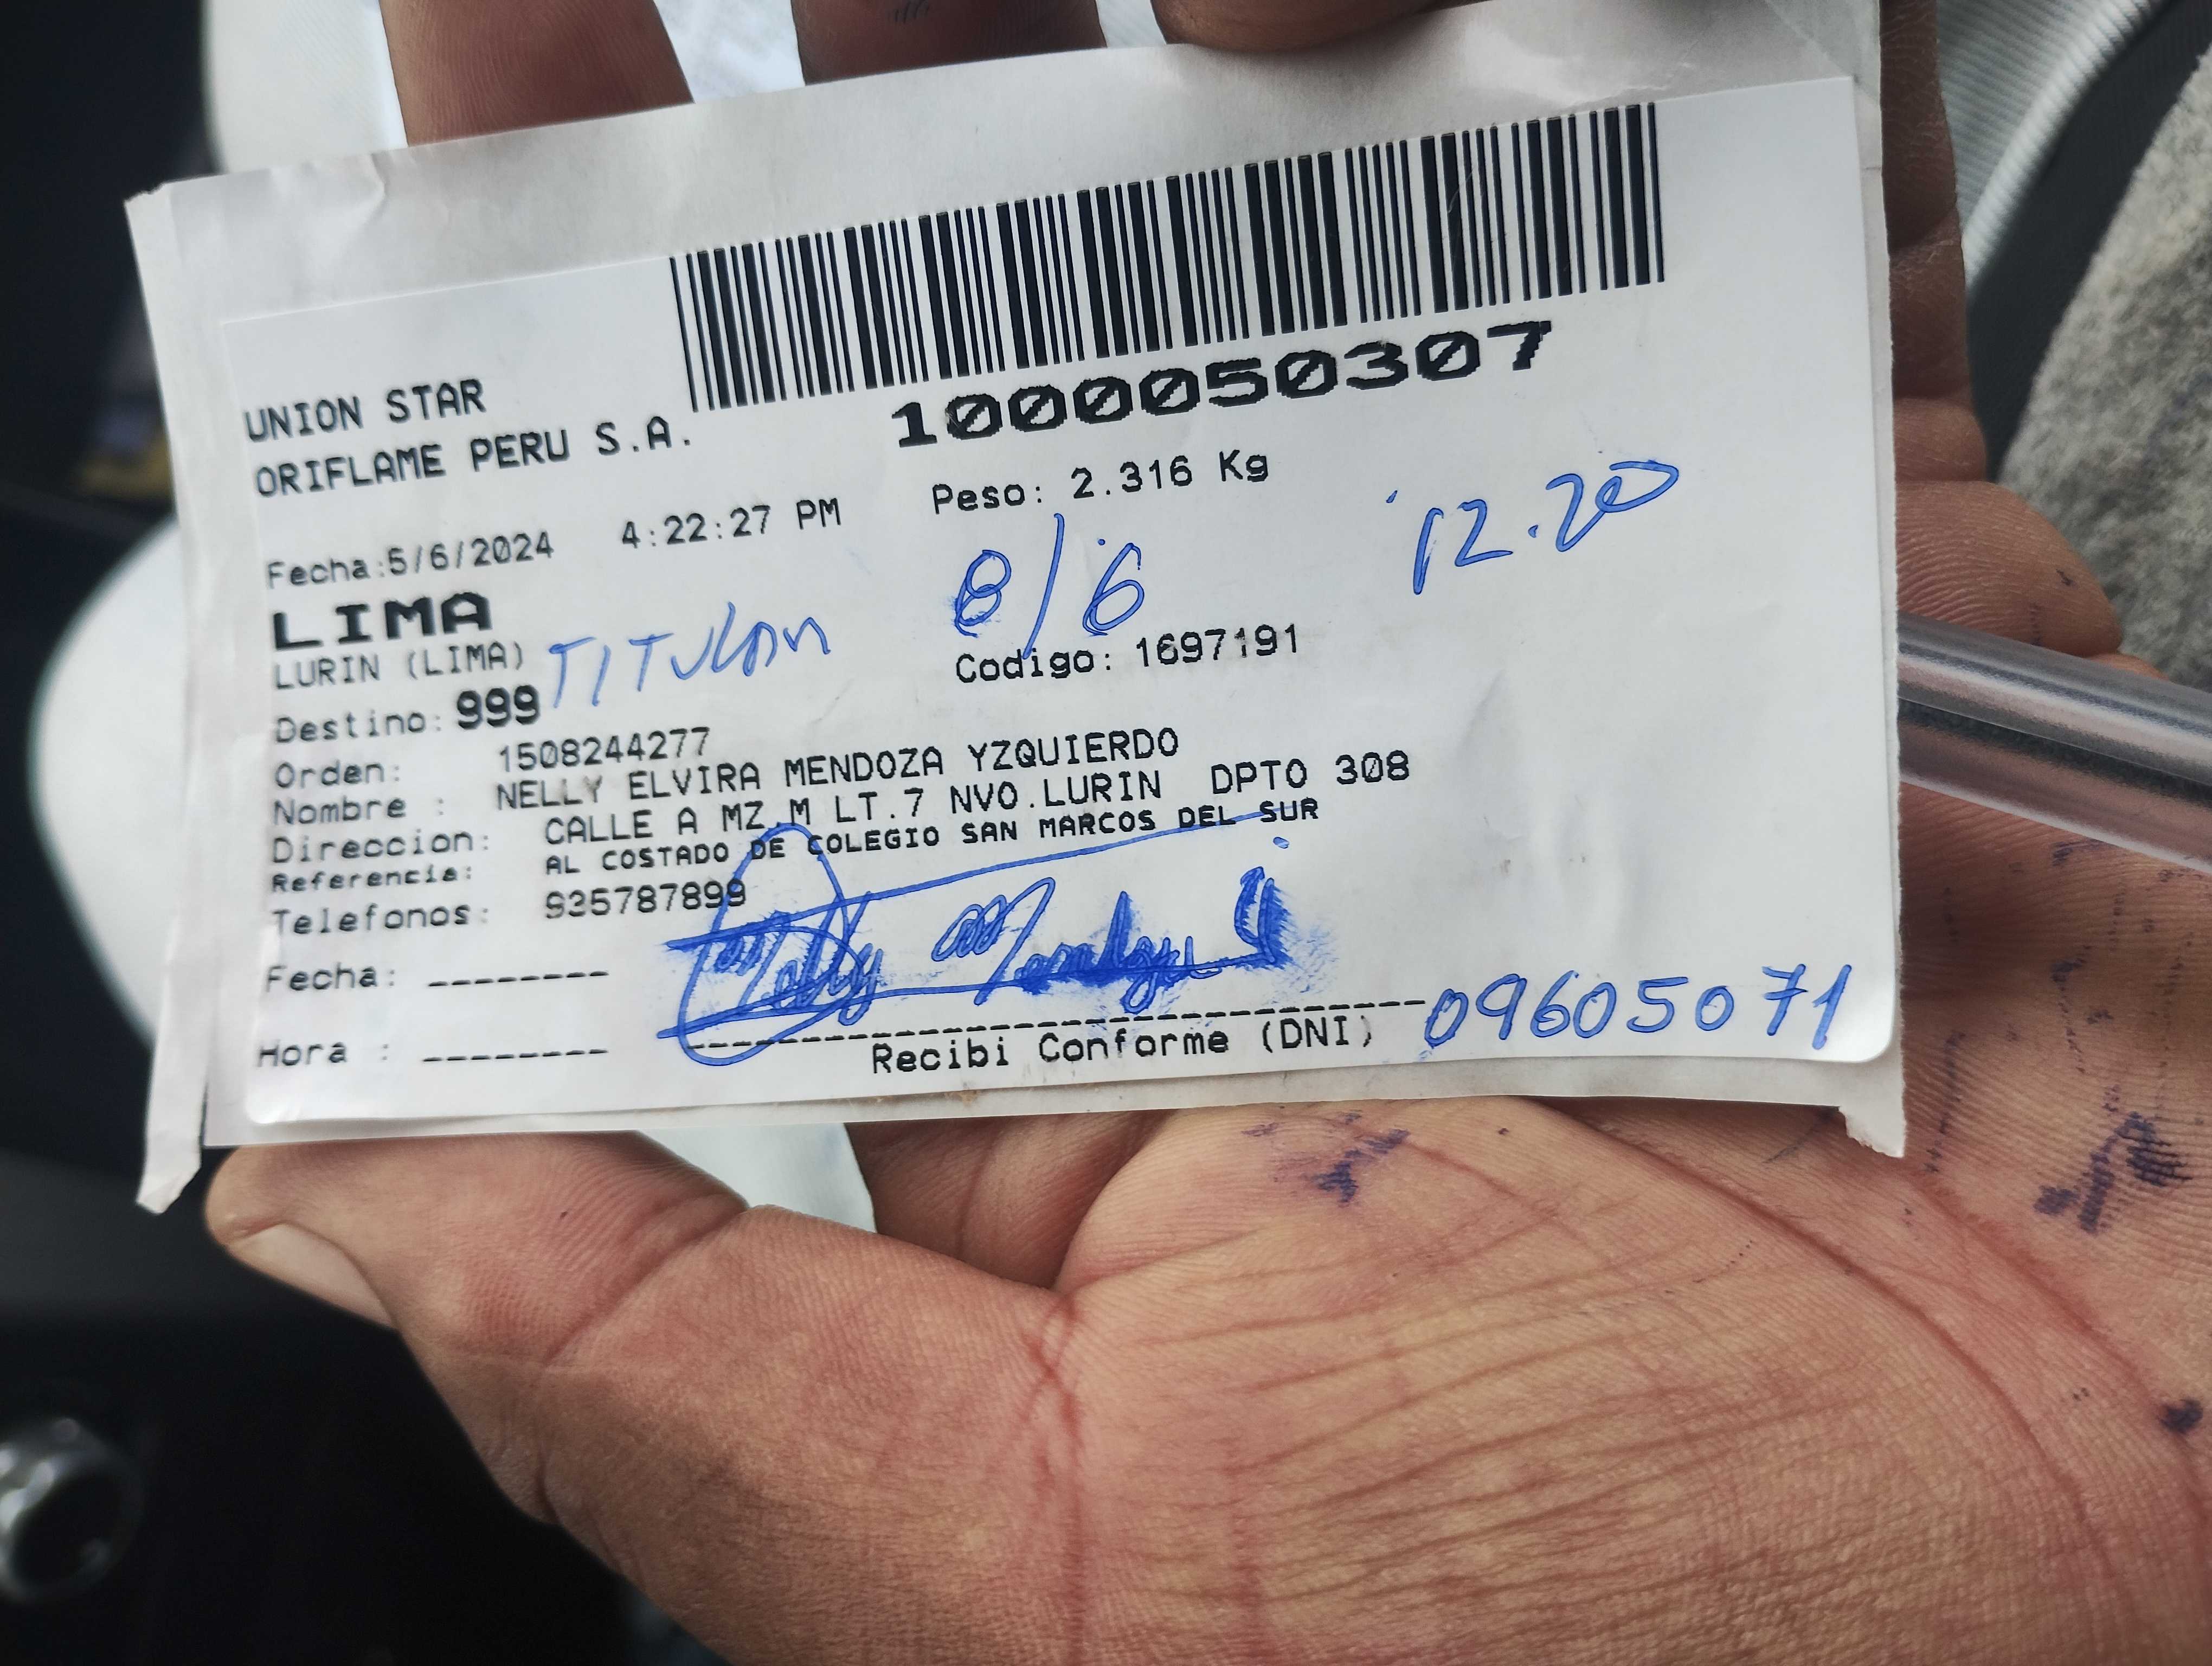 1000050307
UNION STAR
ORIFLAME PERU S.A.
Peso: 2.316 Kg
Fecha:5/6/2024 4:22:27 PM
8/6 12.20
LIMA
LURIN (LIMA) TITULAR
Codigo: 1697191
Destino: 999
Orden: 1508244277
Nombre : NELLY ELVIRA MENDOZA YZQUIERDO
Direccion: CALLE A MZ.M LT.7 NVO.LURIN DPTO 308
Referencia: AL COSTADO DE COLEGIO SAN MARCOS DEL SUR
Telefonos: 935787899
Nelly Mendoza
Fecha: --------
Hora : --------
Recibi Conforme (DNI) 09605071